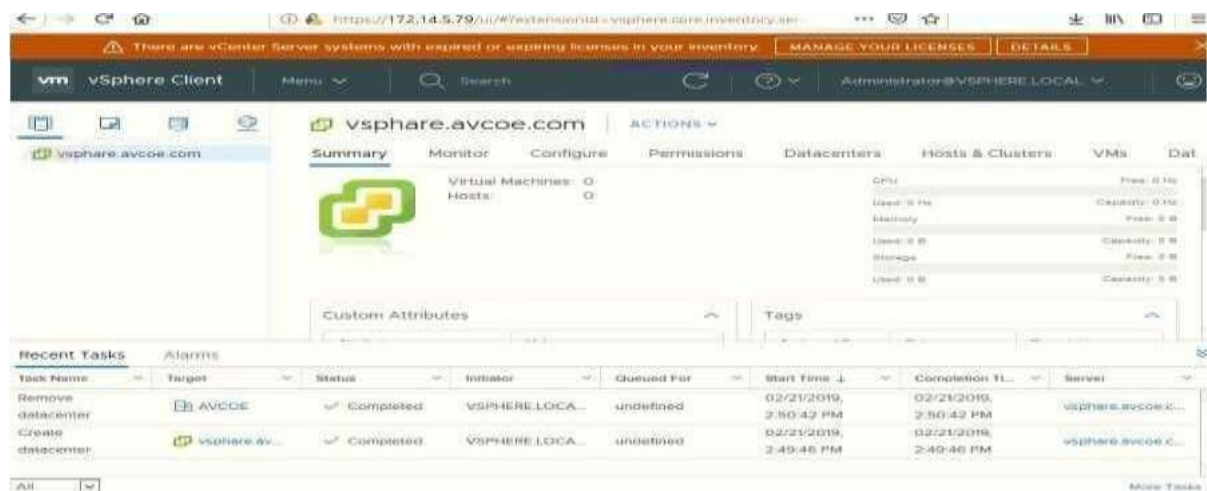 https://172.14.5.79/ui/#/extensionId=vsphere.core.inventory.ser
There are vCenter Server systems with expired or expiring licenses in your inventory MANAGE YOUR LICENSES DETAILS
vm vSphere Client Menu Search Administrator@VSPHERE.LOCAL
vsphare.avcoe.com ACTIONS
vsphare.avcoe.com
Summary Monitor Configure Permissions Datacenters Hosts & Clusters VMs Dat
Virtual Machines: 0
Hosts: 0
CPU Free: 0 Hz
Used: 0 Hz Capacity: 0 Hz
Memory Free: 0 B
Used: 0 B Capacity: 0 B
Storage Free: 0 B
Used: 0 B Capacity: 0 B
Custom Attributes Tags
Recent Tasks Alarms
Task Name Target Status Initiator Queued For Start Time ↓ Completion Ti... Server
Remove datacenter AVCOE Completed VSPHERE.LOCA... undefined 02/21/2019, 2:50:42 PM 02/21/2019, 2:50:42 PM vsphare.avcoe.c...
Create datacenter vsphare.av... Completed VSPHERE.LOCA... undefined 02/21/2019, 2:49:46 PM 02/21/2019, 2:49:46 PM vsphare.avcoe.c...
All More Tasks